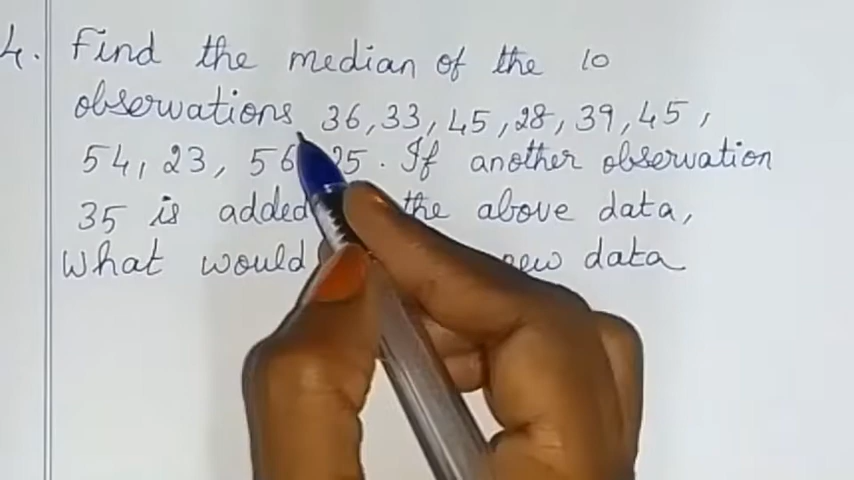 4. Find the median of the 10
observations 36, 33, 45, 28, 39, 45,
54, 23, 56 25. If another observation
35 is added the above data,
What would new data